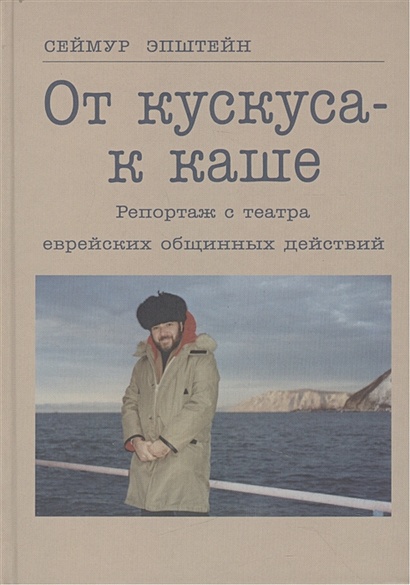 СЕЙМУР ЭПШТЕЙН
От кускуса-
к каше
Репортаж с театра
еврейских общинных действий